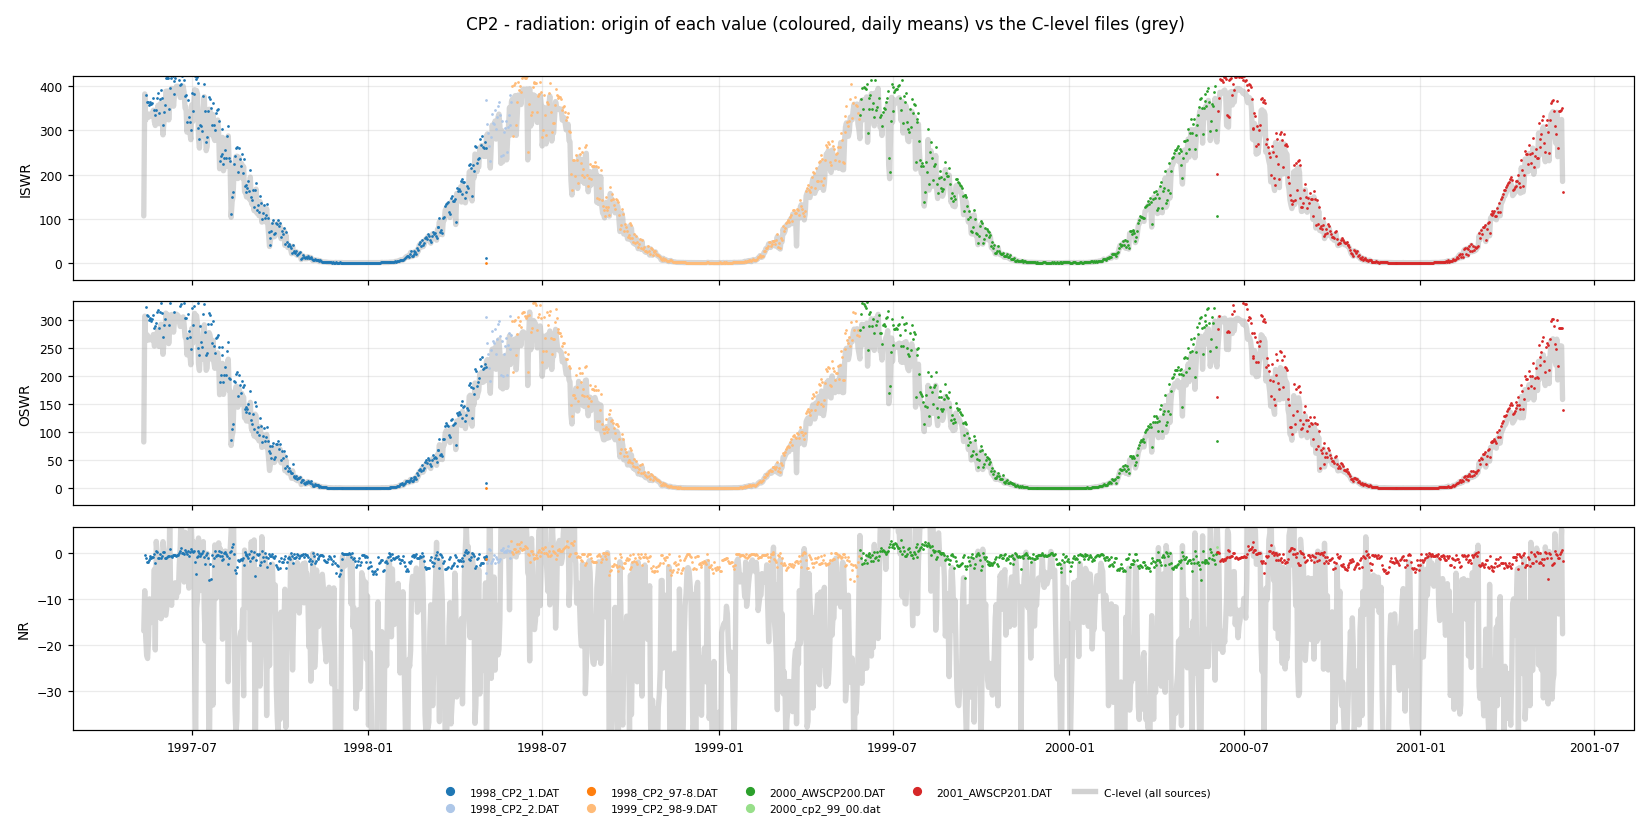 CP2 - radiation: origin of each value (coloured, daily means) vs the C-level files (grey)
400
300
200
100
0
ISWR
300
250
200
150
100
50
0
OSWR
0
−10
−20
−30
NR
1997-07 1998-01 1998-07 1999-01 1999-07 2000-01 2000-07 2001-01 2001-07
1998_CP2_1.DAT 1998_CP2_97-8.DAT 2000_AWSCP200.DAT 2001_AWSCP201.DAT C-level (all sources)
1998_CP2_2.DAT 1999_CP2_98-9.DAT 2000_cp2_99_00.dat